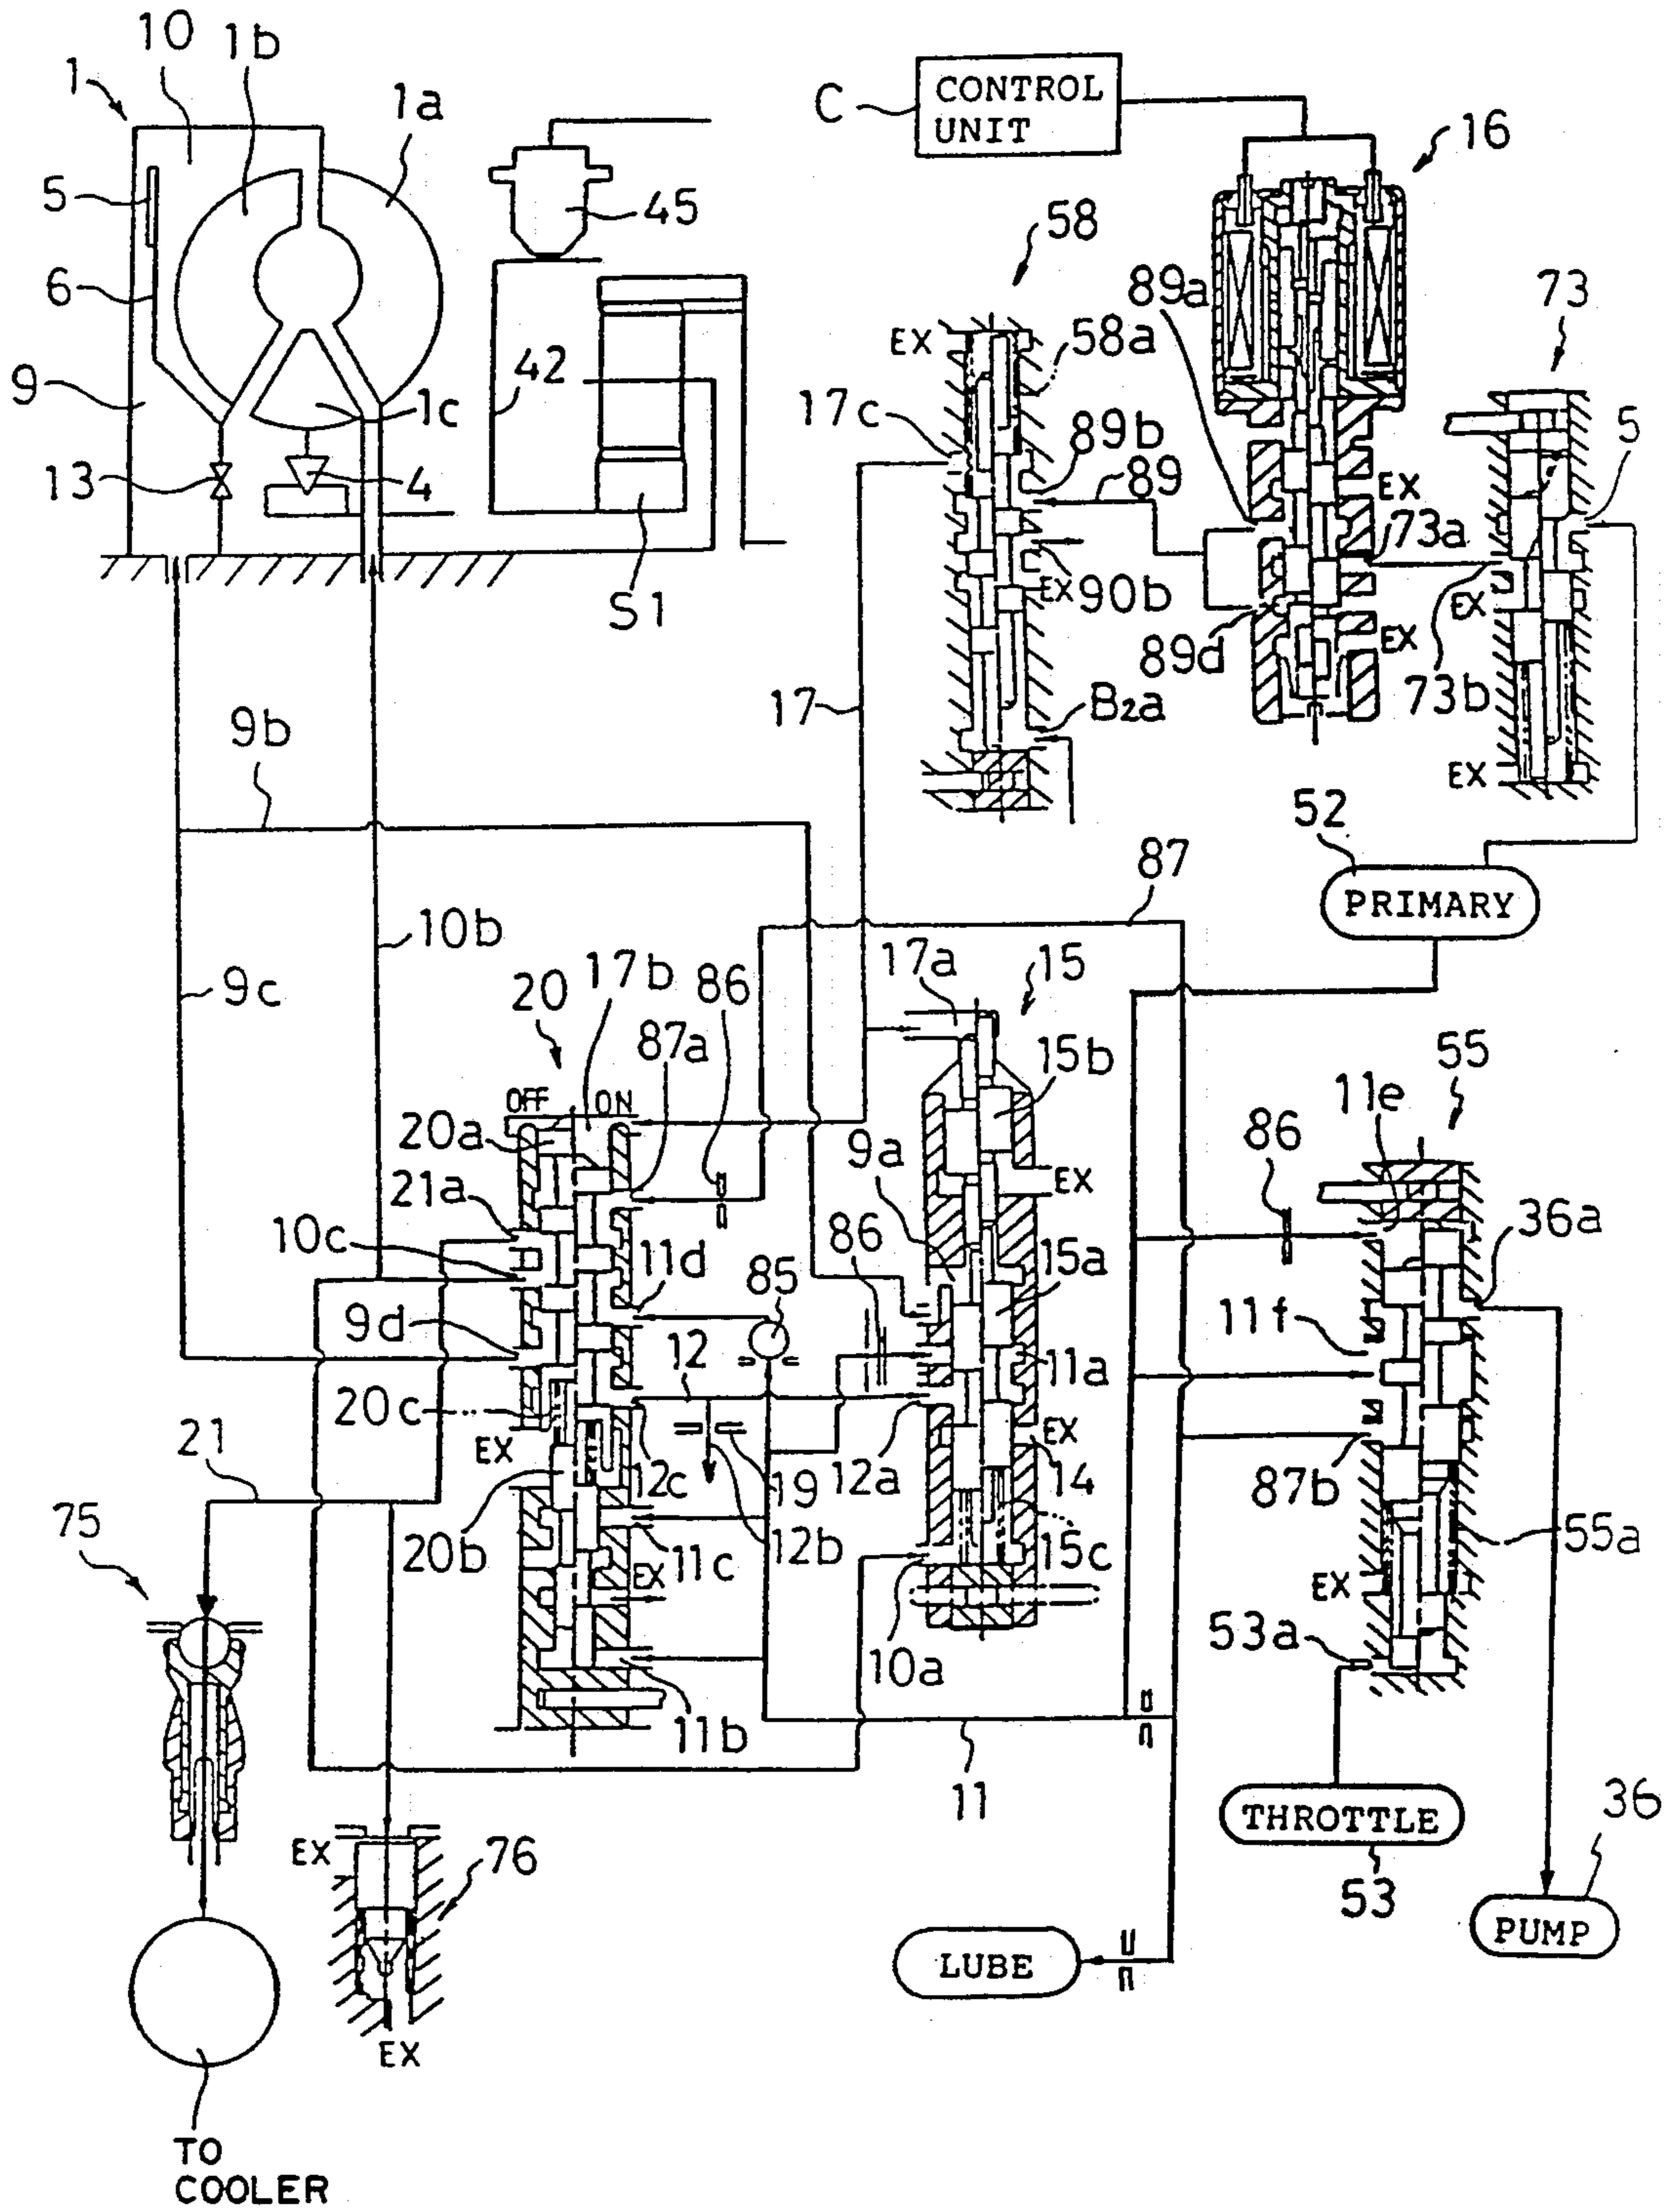 10
1b
1
1a
C
CONTROL
UNIT
16
5
45
58
89a
73
6
EX
58a
9
42
17c
1c
89b
5
13
4
89
EX
73a
S1
EX
90b
EX
89d
EX
73b
17
B2a
9b
EX
52
87
PRIMARY
10b
17a
15
9c
20
17b
86
87a
15b
55
11e
OFF
ON
20a
9a
86
21a
EX
36a
10c
11d
86
15a
85
9d
11f
12
11a
20c
21
EX
EX
12c
19
12a
14
87b
75
20b
11c
12b
15c
55a
EX
EX
10a
53a
11b
11
THROTTLE
36
EX
76
53
PUMP
LUBE
EX
TO
COOLER